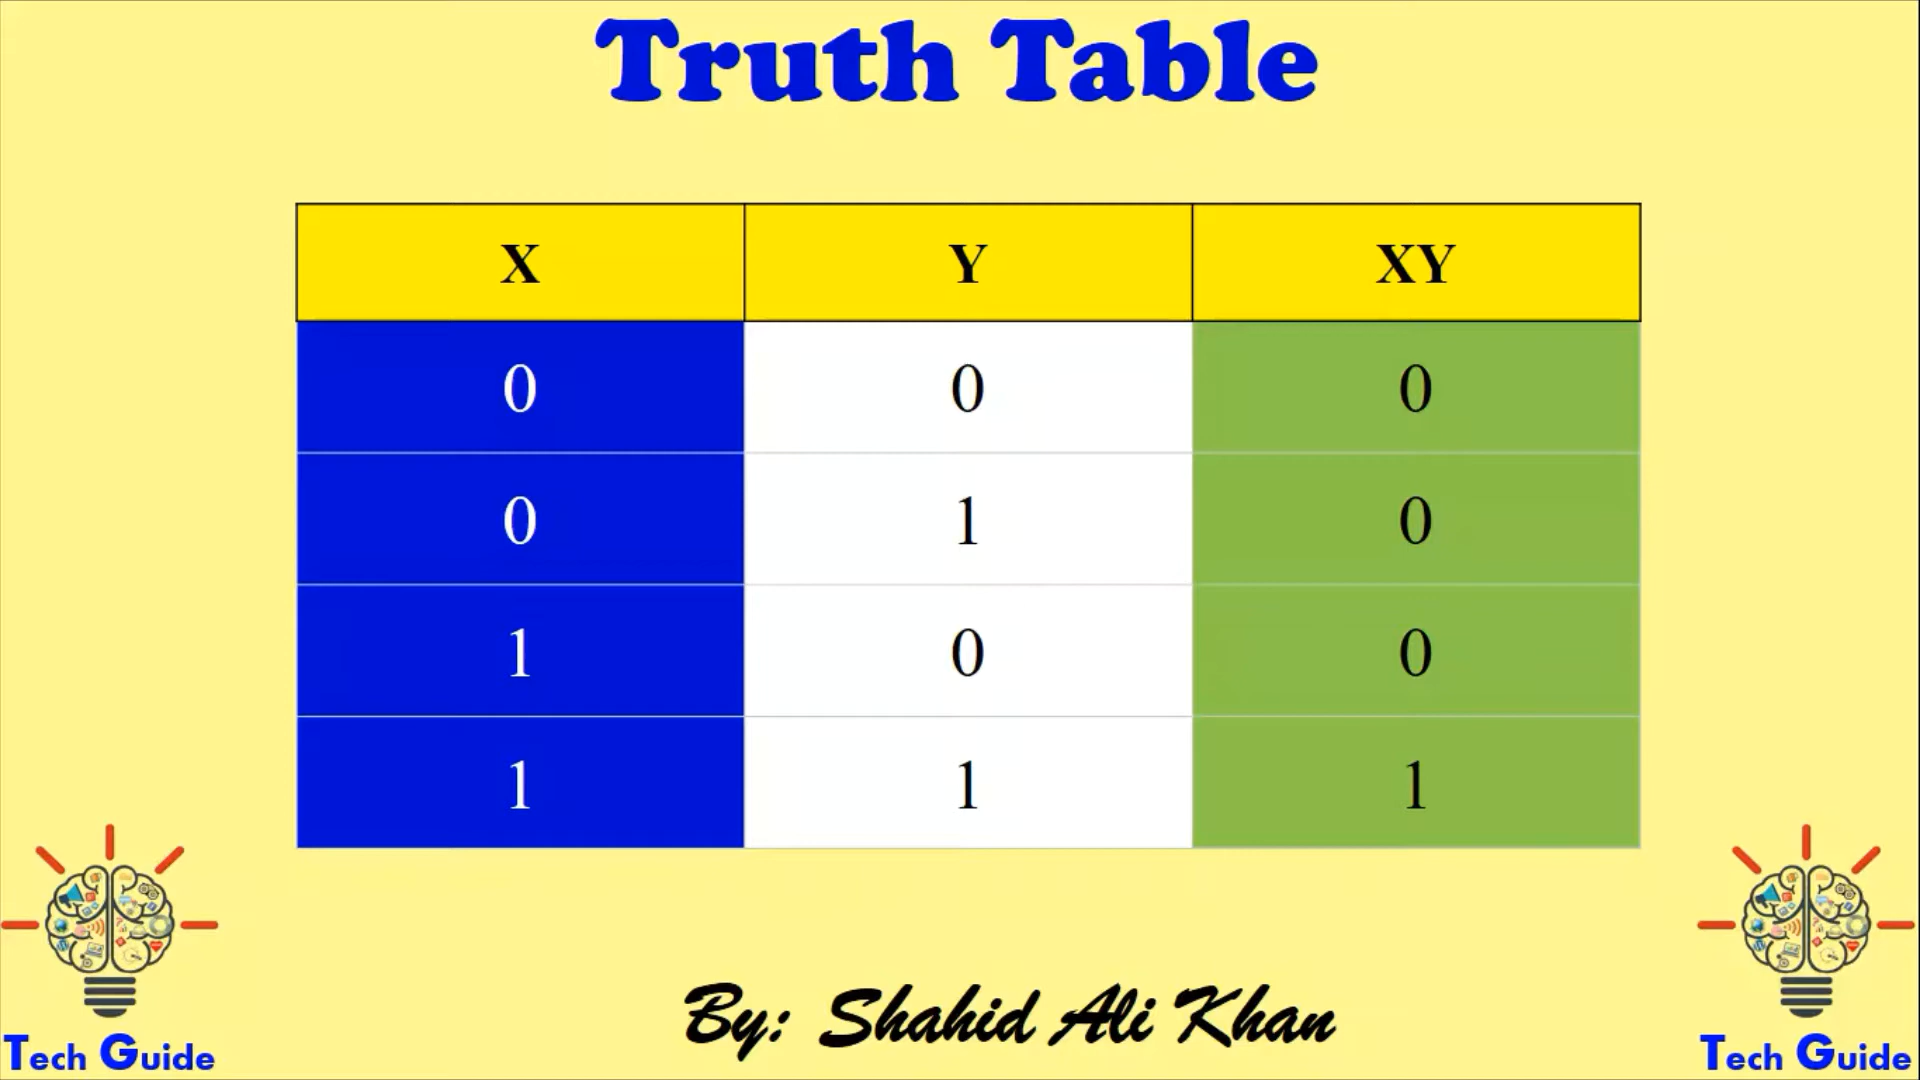 Truth Table
X Y XY
0 0 0
0 1 0
1 0 0
1 1 1
By: Shahid Ali Khan
Tech Guide
Tech Guide